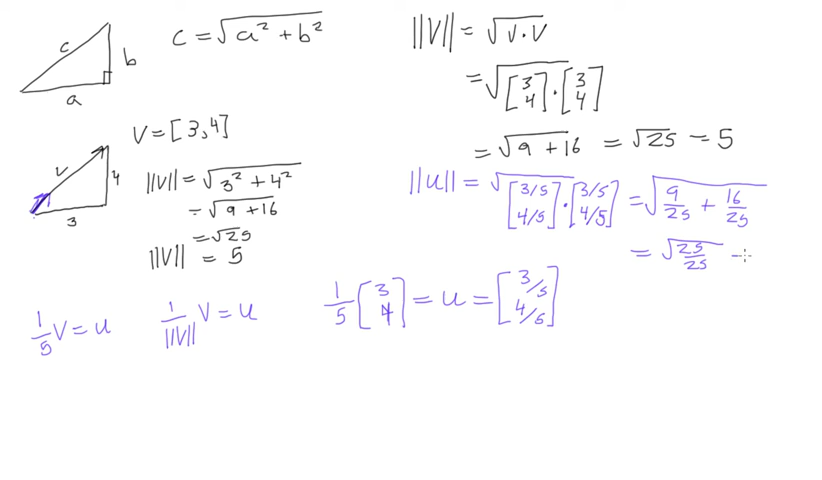 c = √(a² + b²)
c
b
a
V = [3,4]
V
4
3
||V|| = √(3² + 4²)
= √(9 + 16)
= √25
||V|| = 5
||V|| = √(V · V)
= √([3 4] · [3 4])
= √(9 + 16) = √25 = 5
||u|| = √([3/5 4/5] · [3/5 4/5]) = √(9/25 + 16/25)
= √(25/25) -
1/5 V = u
1/||V|| V = u
1/5 [3 4] = u = [3/5 4/5]